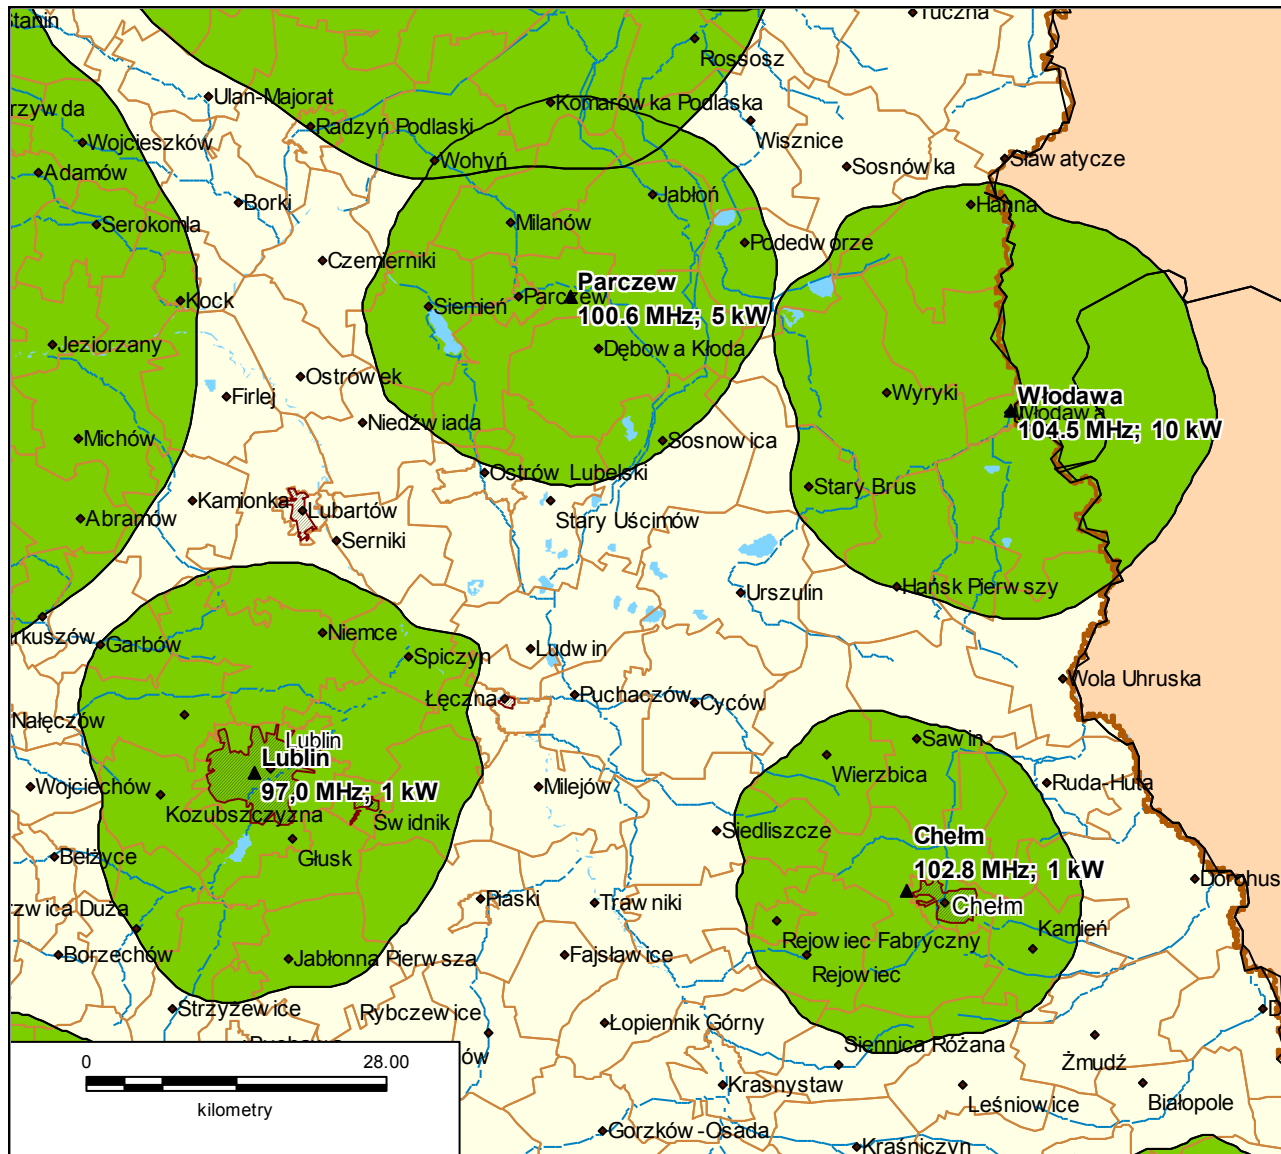 Stanin
Tuczna
Rossosz
Ulan-Majorat
Komarówka Podlaska
rzywda
Radzyń Podlaski
Wisznice
Wojcieszków
Wohyń
Sosnówka
Sławatycze
Adamów
Jabłoń
Borki
Hanna
Serokomla
Milanów
Podedworze
Czemierniki
Parczew
Parczew
100.6 MHz; 5 kW
Kock
Siemień
Jeziorzany
Dębowa Kłoda
Ostrówek
Firlej
Wyryki
Włodawa
Włodawa
104.5 MHz; 10 kW
Niedźwiada
Michów
Sosnowica
Ostrów Lubelski
Stary Brus
Kamionka
Lubartów
Abramów
Stary Uścimów
Serniki
Urszulin
Hańsk Pierwszy
rkuszów
Garbów
Niemce
Spiczyn
Ludwin
Wola Uhruska
Łęczna
Puchaczów
Cyców
Nałęczów
Lublin
Lublin
97,0 MHz; 1 kW
Sawin
Wierzbica
Wojciechów
Milejów
Ruda-Huta
Kozubszczyzna
Świdnik
Siedliszcze
Głusk
Chełm
102.8 MHz; 1 kW
Bełżyce
Dorohus
Piaski
Trawniki
Chełm
rzwica Duża
Kamień
Rejowiec Fabryczny
Borzechów
Jabłonna Pierwsza
Fajsławice
Rejowiec
Strzyżewice
Rybczewice
Łopiennik Górny
D
Siennica Różana
Żmudź
ów
0
28.00
kilometry
Krasnystaw
Leśniowice
Białopole
Gorzków-Osada
Kraśniczyn